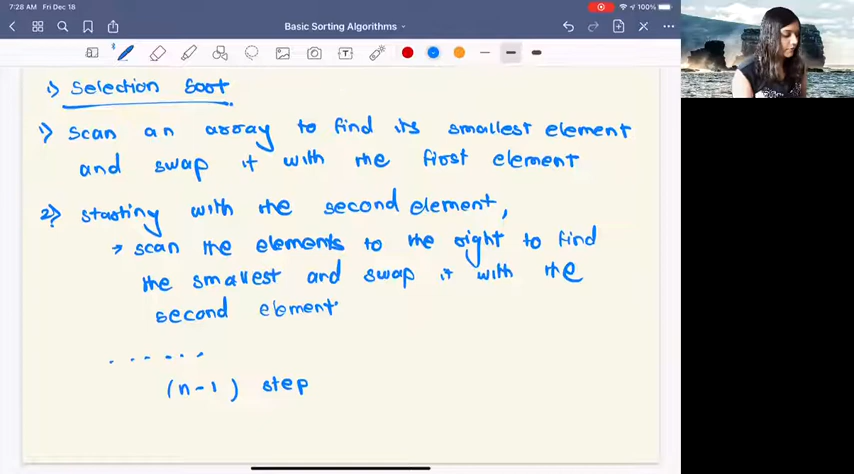 7:28 AM Fri Dec 18
100%
Basic Sorting Algorithms
1) Selection Sort
1) Scan an array to find its smallest element
and swap it with the first element
2) Starting with the second element,
→ scan the elements to the right to find
the smallest and swap it with the
second element
.......
(n-1) step